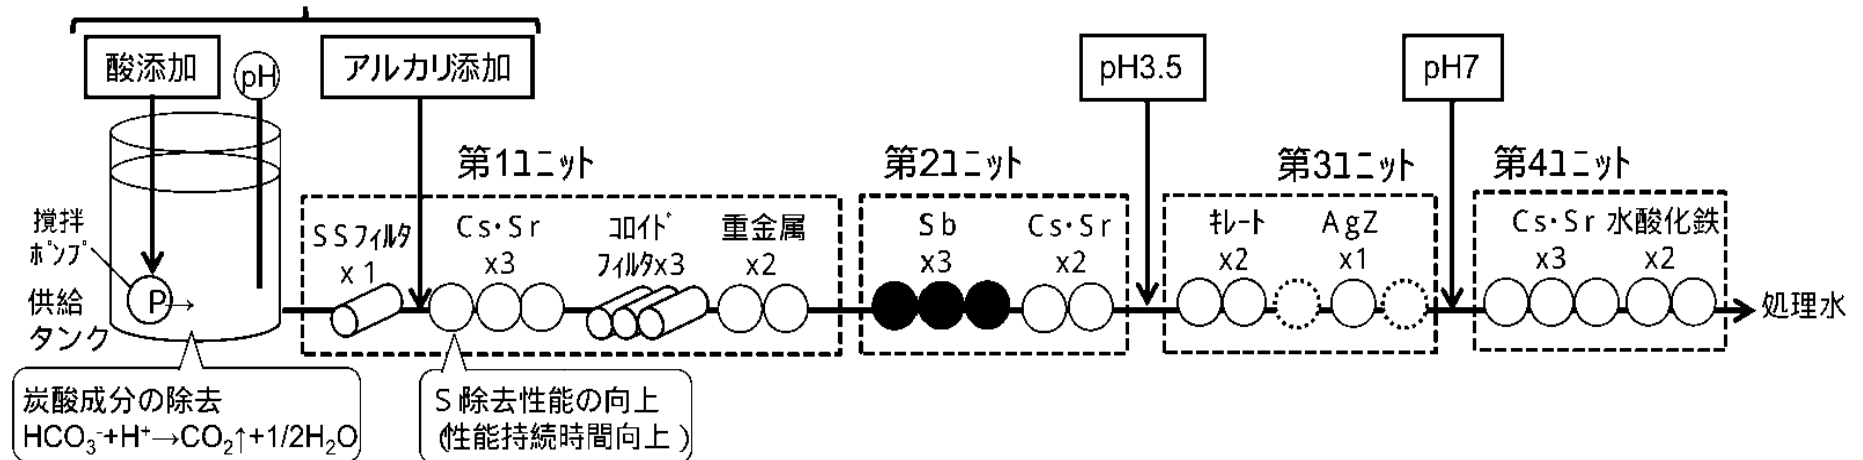 酸添加
pH
アルカリ添加
pH3.5
pH7
第1ユニット
第2ユニット
第3ユニット
第4ユニット
撹拌
ポンプ
P→
供給
タンク
SSフィルタ
x1
Cs・Sr
x3
コロイド
フィルタx3
重金属
x2
Sb
x3
Cs・Sr
x2
キレート
x2
AgZ
x1
Cs・Sr
x3
水酸化鉄
x2
処理水
炭酸成分の除去
HCO₃⁻+H⁺→CO₂↑+1/2H₂O
Sr除去性能の向上
(性能持続時間向上)